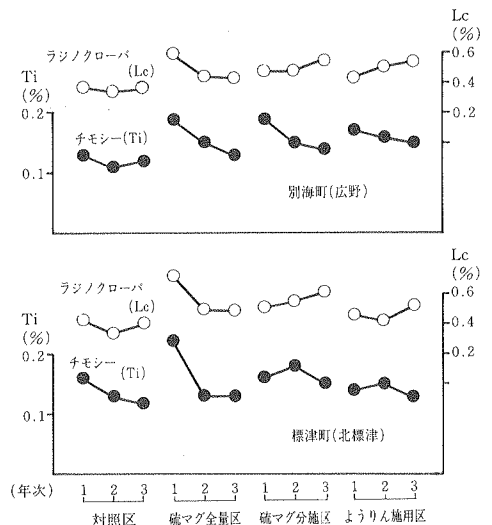 Lc
(%)
ラジノクローバ
(Lc)
0.6
0.4
0.2
Ti
(%)
0.2
0.1
チモシー(Ti)
別海町(広野)
Lc
(%)
ラジノクローバ
(Lc)
0.6
0.4
0.2
Ti
(%)
0.2
0.1
チモシー
(Ti)
標津町(北標津)
(年次) 1 2 3 1 2 3 1 2 3 1 2 3
対照区 硫マグ全量区 硫マグ分施区 ようりん施用区